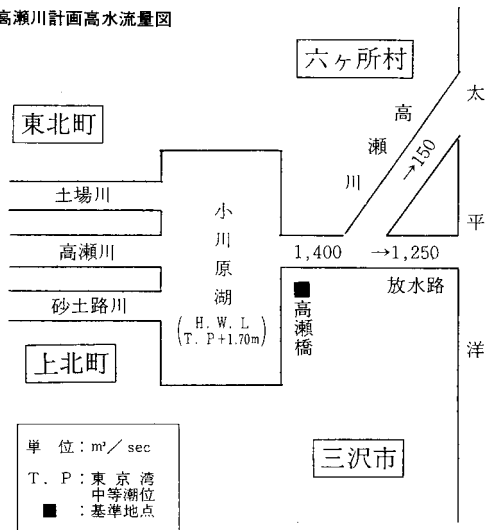 高瀬川計画高水流量図
六ヶ所村
太平洋
東北町
高瀬川
→150
土場川
小川原湖
(H. W. L
T. P+1.70m)
高瀬川
1,400 →1,250
放水路
砂土路川
■高瀬橋
上北町
三沢市
単 位：m³／sec
T. P：東京湾
中等潮位
■ ：基準地点